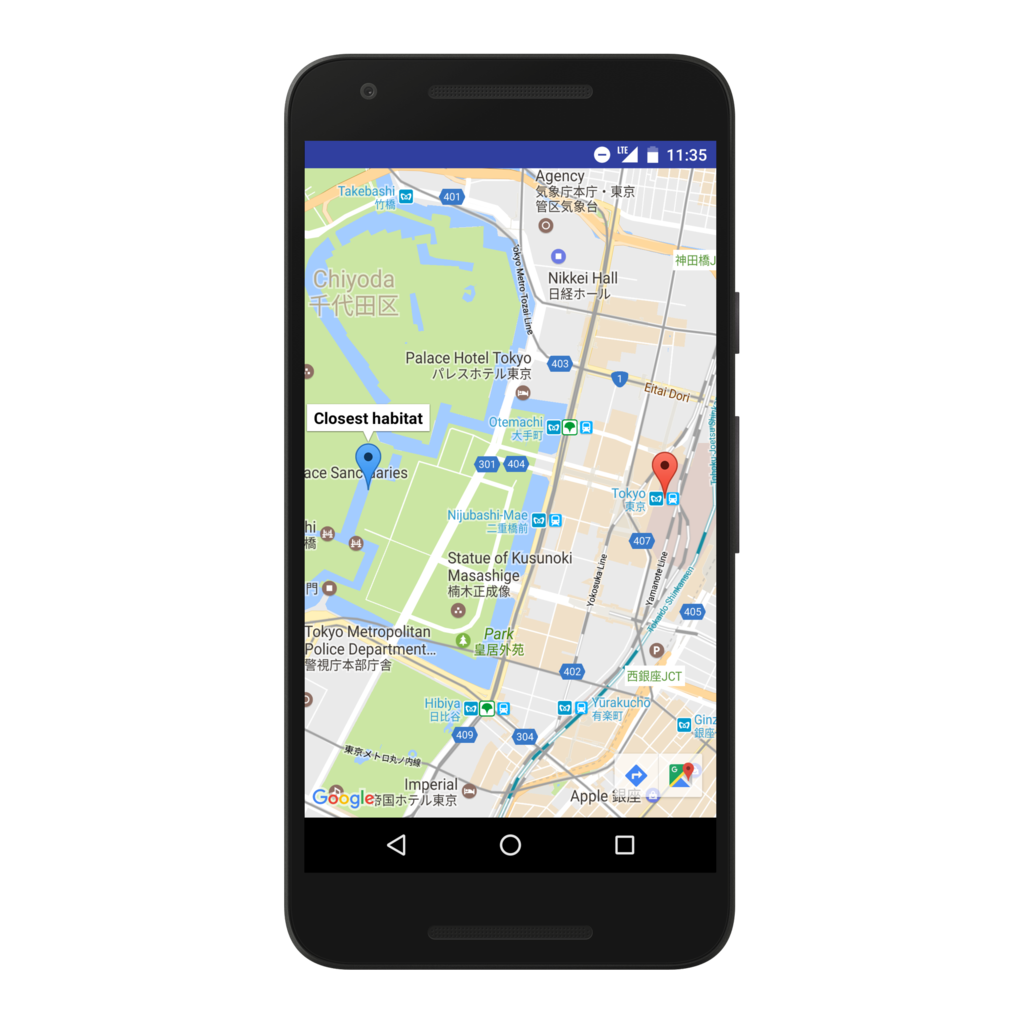 LTE 11:35
Agency
気象庁本庁・東京
管区気象台
Takebashi
竹橋
401
神田橋J
Nikkei Hall
日経ホール
Tokyo Metro Tozai Line
Chiyoda
千代田区
Palace Hotel Tokyo
パレスホテル東京
403
1
Eitai Dori
Closest habitat
Otemachi
大手町
301
404
ace Sanctuaries
Tokyo
東京
Nijubashi-Mae
二重橋前
hi
橋
407
Statue of Kusunoki
Masashige
楠木正成像
Yokosuka Line
Yamanote Line
Tokaido Shinkansen
門
405
Tokyo Metropolitan
Police Department...
警視庁本部庁舎
Park
皇居外苑
P
402
西銀座JCT
Hibiya
日比谷
Yūrakuchō
有楽町
Ginz
銀座
409
304
東京メトロ丸ノ内線
Imperial
帝国ホテル東京
Google
Apple 銀座
G